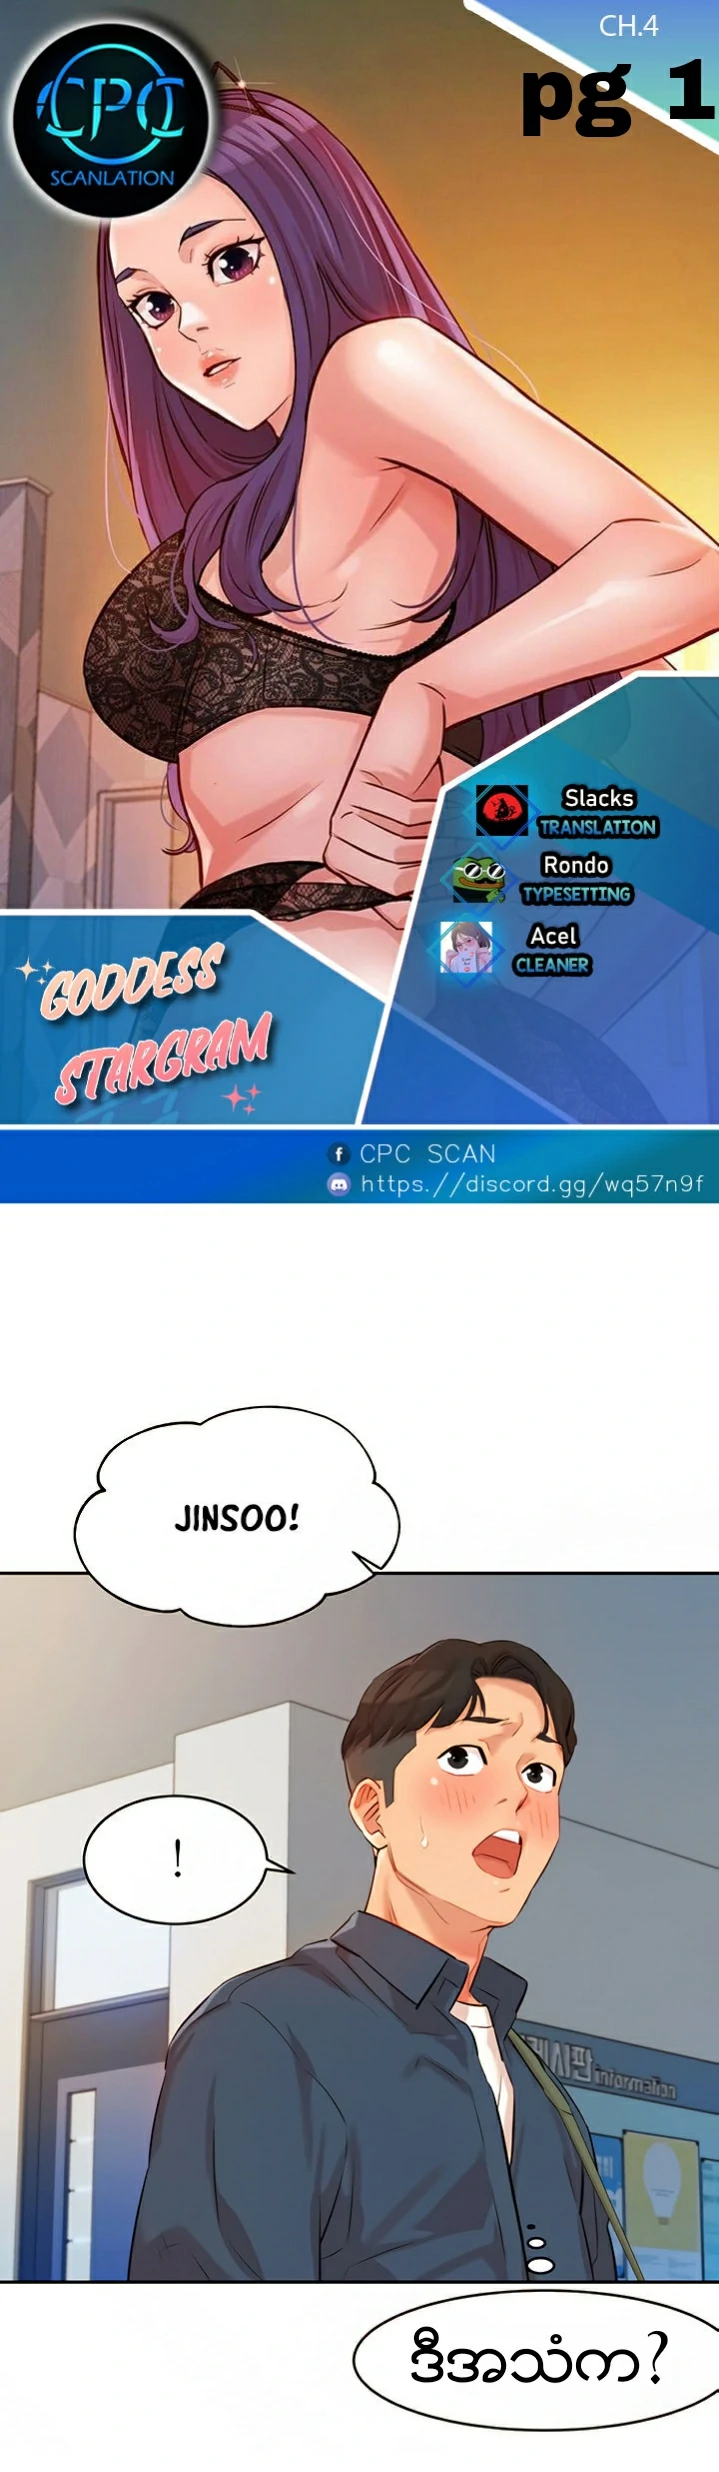 CH.4
pg 1
CPC
SCANLATION
Slacks
TRANSLATION
Rondo
TYPESETTING
Acel
CLEANER
GODDESS
STARGRAM
CPC SCAN
https://discord.gg/wq57n9f
JINSOO!
!
ဒီအသံက?